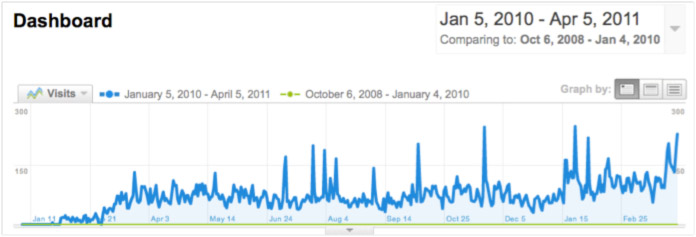 Dashboard
Jan 5, 2010 - Apr 5, 2011
Comparing to: Oct 6, 2008 - Jan 4, 2010
Visits
January 5, 2010 - April 5, 2011
October 6, 2008 - January 4, 2010
Graph by:
300
300
150
Jan 11
21
Apr 3
May 14
Jun 24
Aug 4
Sep 14
Oct 25
Dec 5
Jan 15
Feb 25